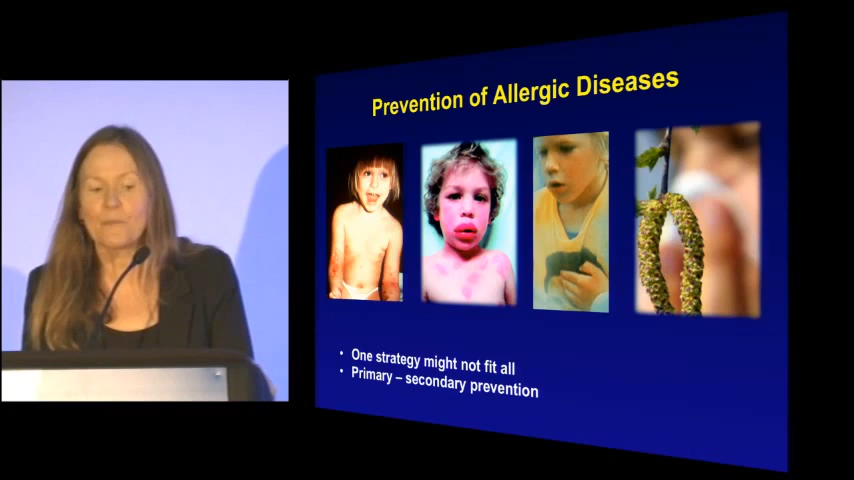 Prevention of Allergic Diseases
• One strategy might not fit all
• Primary – secondary prevention